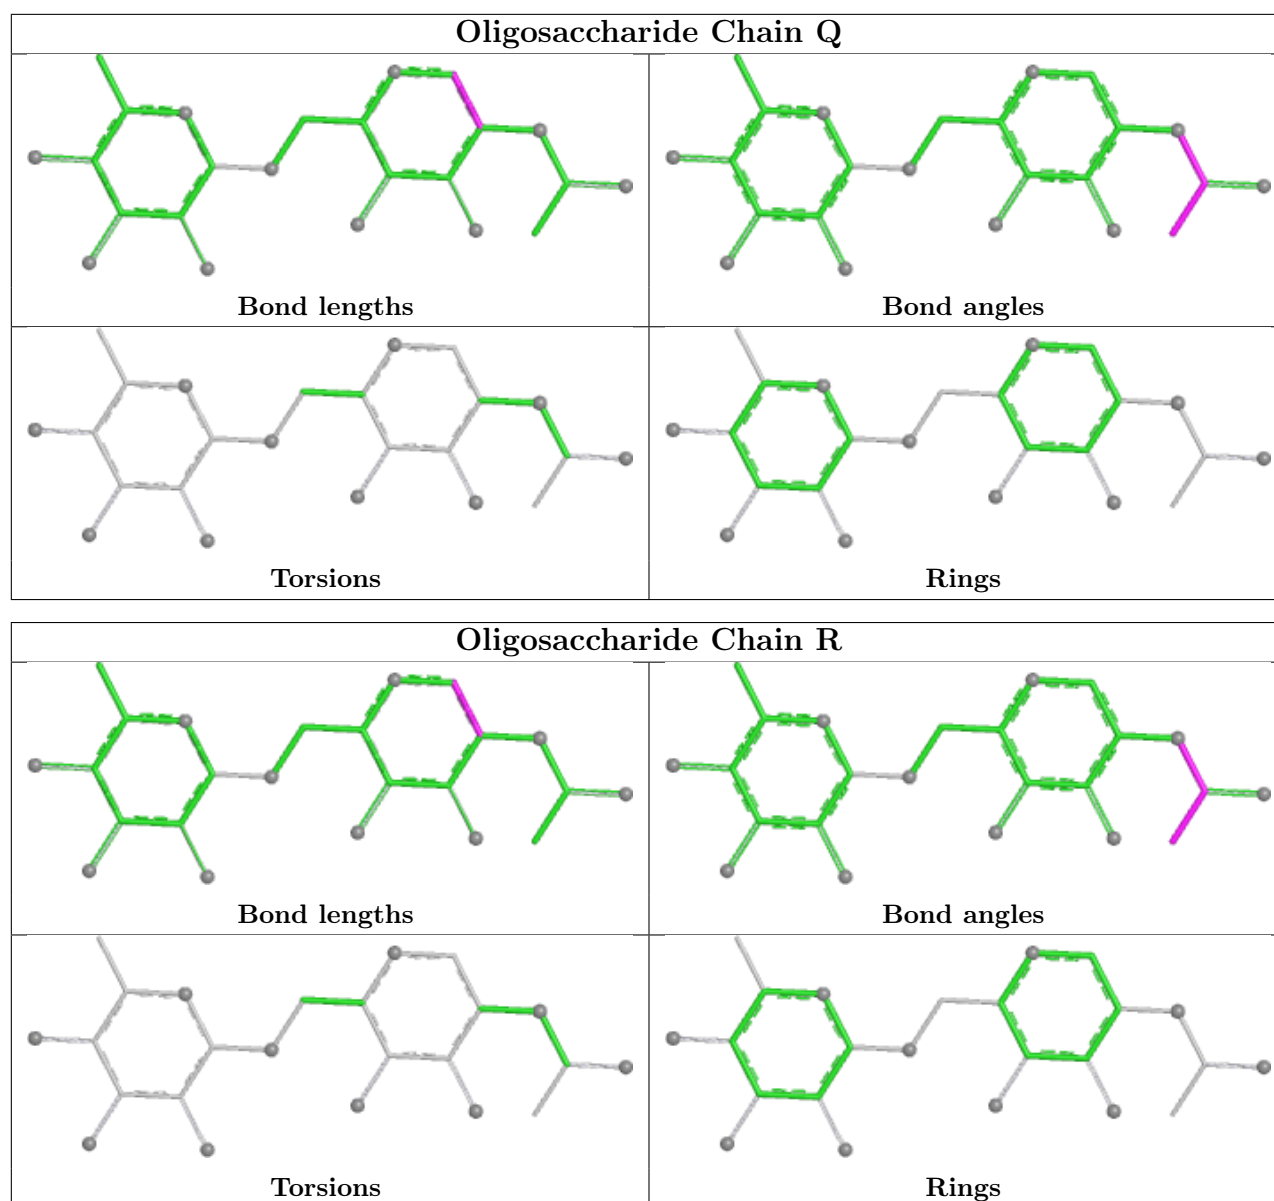 Oligosaccharide Chain Q
Bond lengths
Bond angles
Torsions
Rings
Oligosaccharide Chain R
Bond lengths
Bond angles
Torsions
Rings